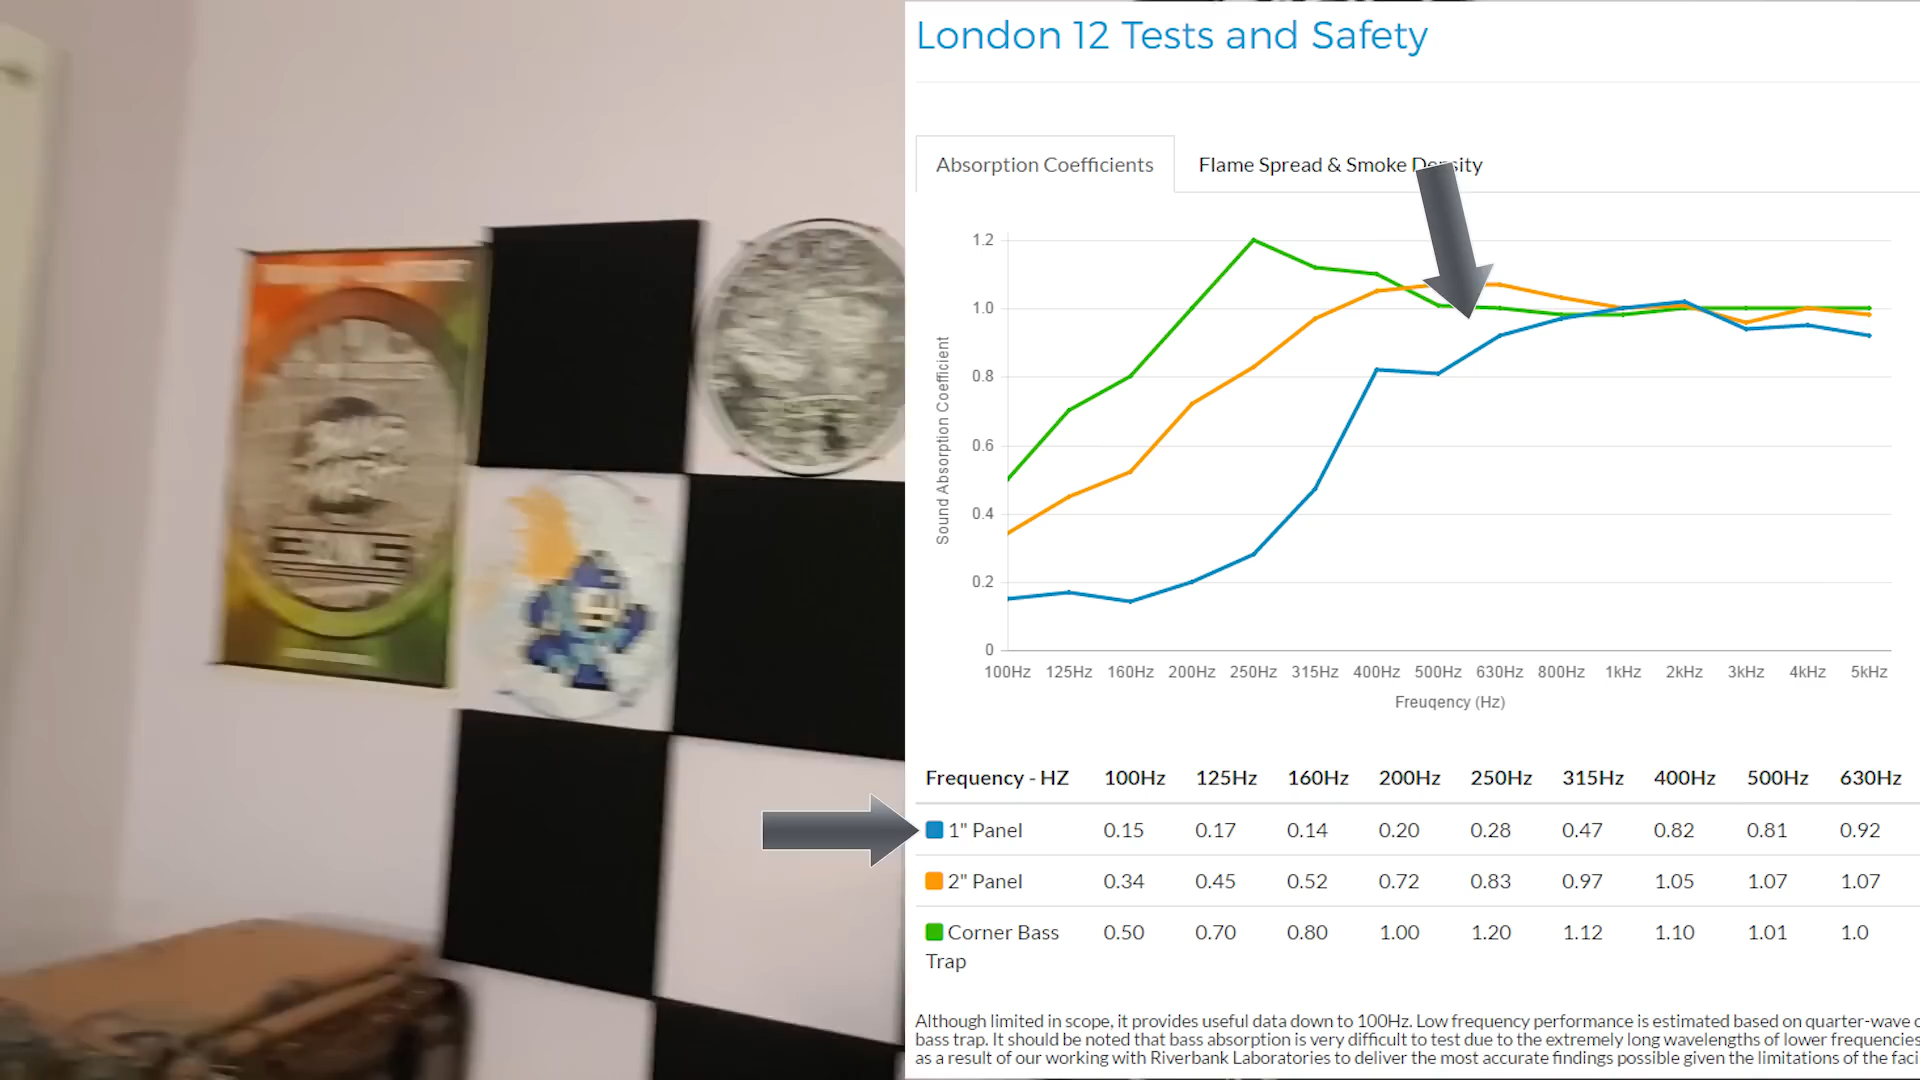 London 12 Tests and Safety
Absorption Coefficients
Flame Spread & Smoke Density
1.2
1.0
0.8
0.6
0.4
0.2
0
Sound Absorption Coefficient
100Hz 125Hz 160Hz 200Hz 250Hz 315Hz 400Hz 500Hz 630Hz 800Hz 1kHz 2kHz 3kHz 4kHz 5kHz
Freuqency (Hz)
Frequency - HZ 100Hz 125Hz 160Hz 200Hz 250Hz 315Hz 400Hz 500Hz 630Hz
1" Panel 0.15 0.17 0.14 0.20 0.28 0.47 0.82 0.81 0.92
2" Panel 0.34 0.45 0.52 0.72 0.83 0.97 1.05 1.07 1.07
Corner Bass 0.50 0.70 0.80 1.00 1.20 1.12 1.10 1.01 1.0
Trap
Although limited in scope, it provides useful data down to 100Hz. Low frequency performance is estimated based on quarter-wave
bass trap. It should be noted that bass absorption is very difficult to test due to the extremely long wavelengths of lower frequencies
as a result of our working with Riverbank Laboratories to deliver the most accurate findings possible given the limitations of the